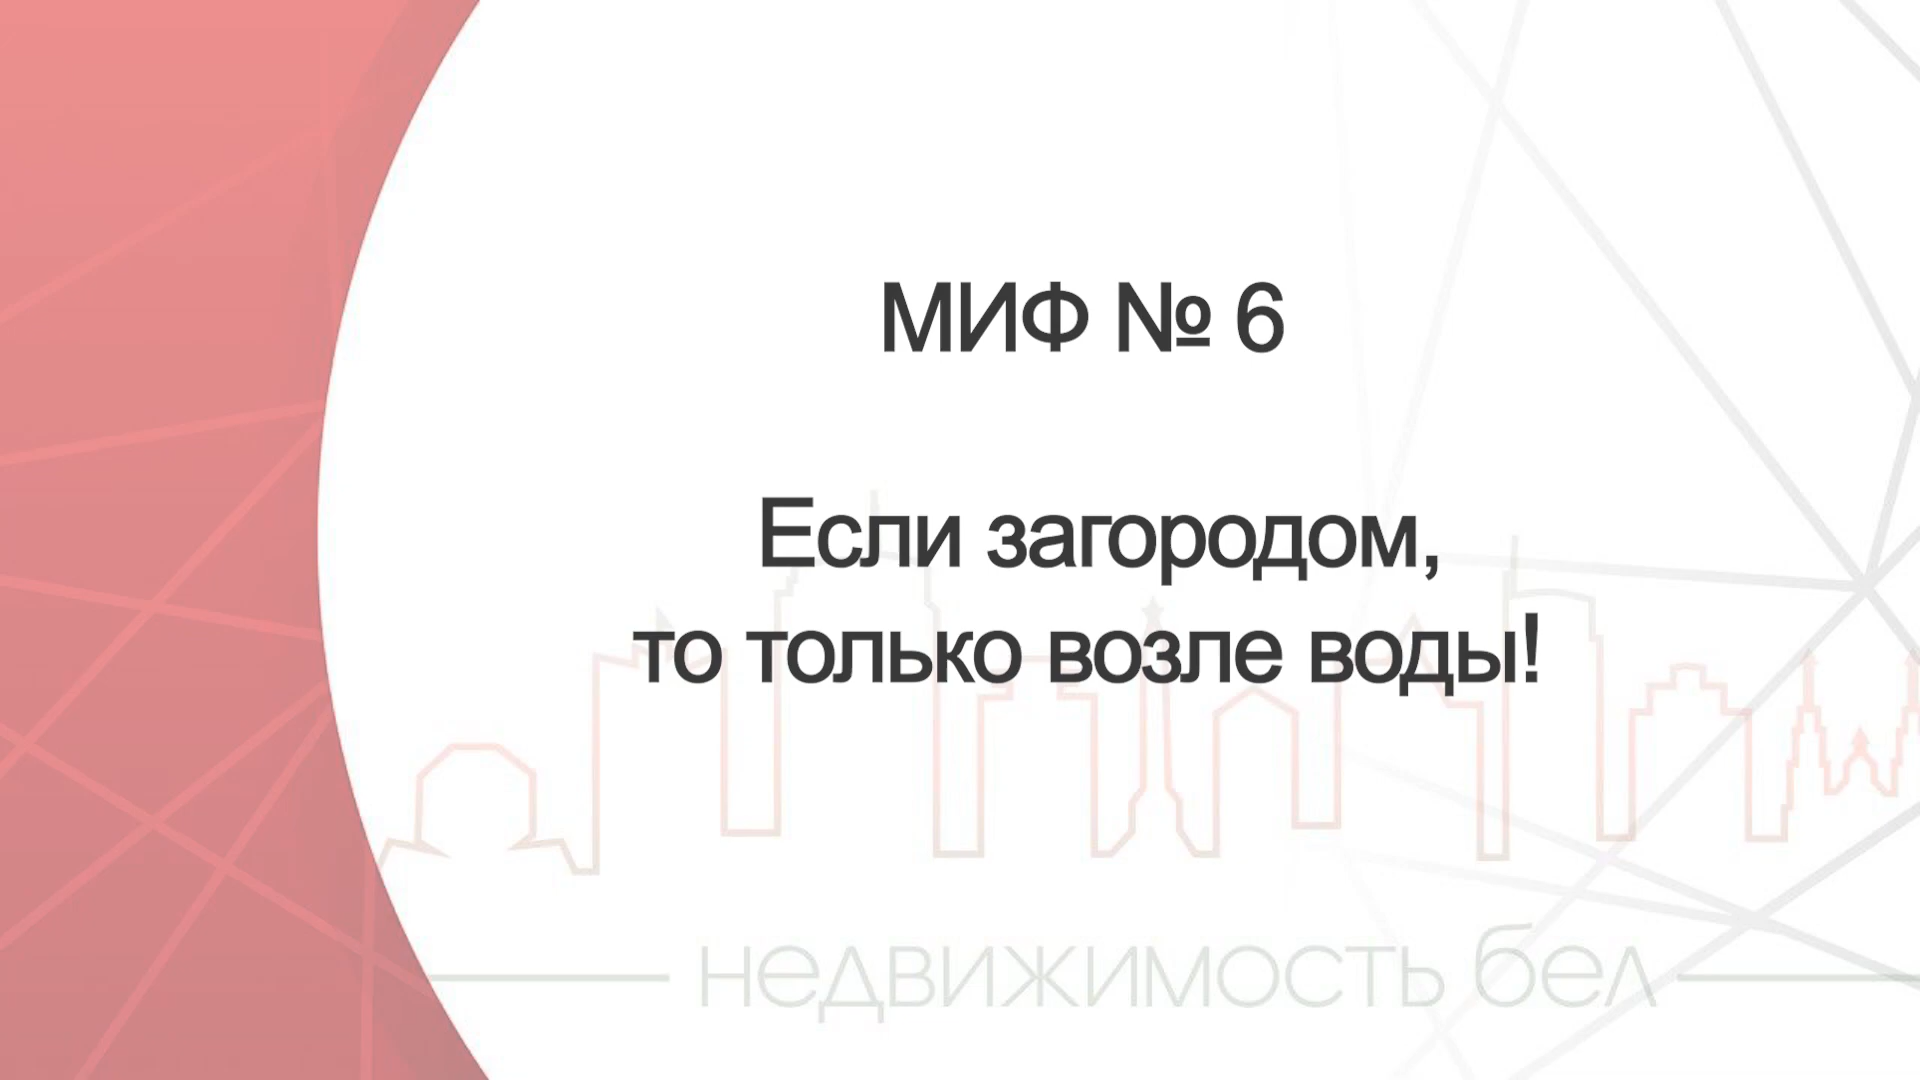 МИФ № 6
Если загородом,
то только возле воды!
недвижимость бел